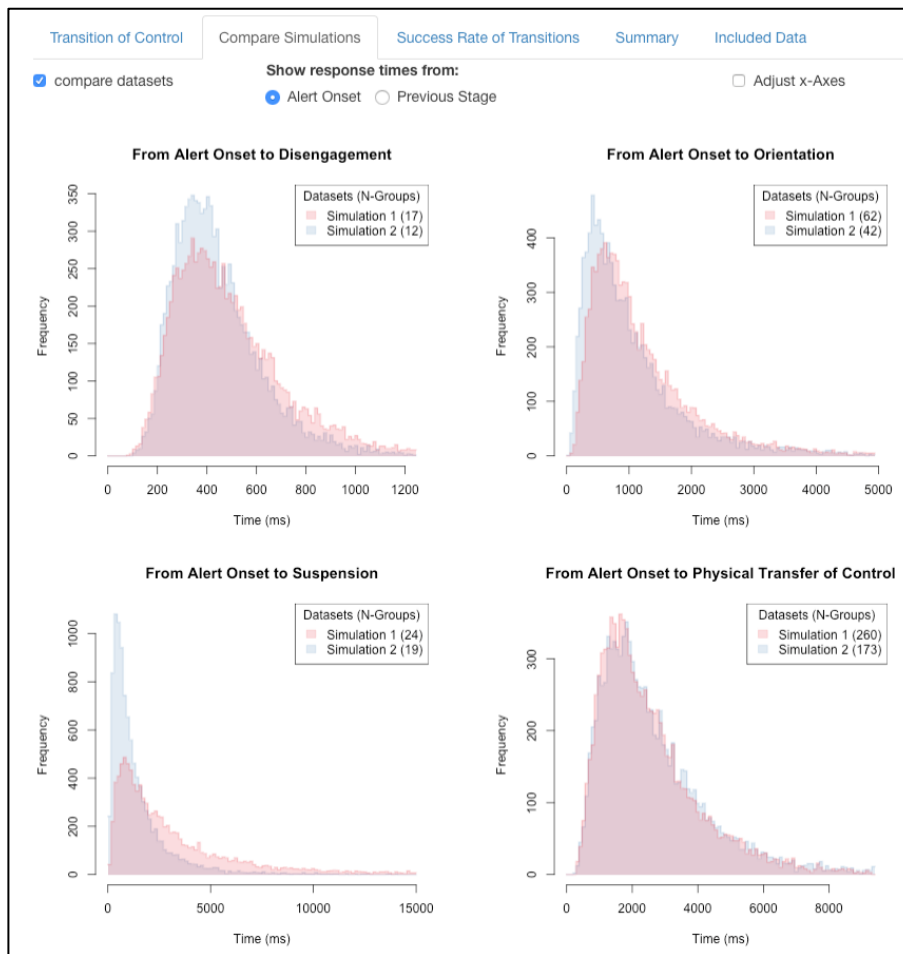 Transition of Control
Compare Simulations
Success Rate of Transitions
Summary
Included Data
compare datasets
Show response times from:
Alert Onset
Previous Stage
Adjust x-Axes
From Alert Onset to Disengagement
Datasets (N-Groups)
Simulation 1 (17)
Simulation 2 (12)
Frequency
350
300
250
200
150
100
50
0
0 200 400 600 800 1000 1200
Time (ms)
From Alert Onset to Orientation
Datasets (N-Groups)
Simulation 1 (62)
Simulation 2 (42)
Frequency
400
300
200
100
0
0 1000 2000 3000 4000 5000
Time (ms)
From Alert Onset to Suspension
Datasets (N-Groups)
Simulation 1 (24)
Simulation 2 (19)
Frequency
1000
800
600
400
200
0
0 5000 10000 15000
Time (ms)
From Alert Onset to Physical Transfer of Control
Datasets (N-Groups)
Simulation 1 (260)
Simulation 2 (173)
Frequency
300
200
100
0
0 2000 4000 6000 8000
Time (ms)